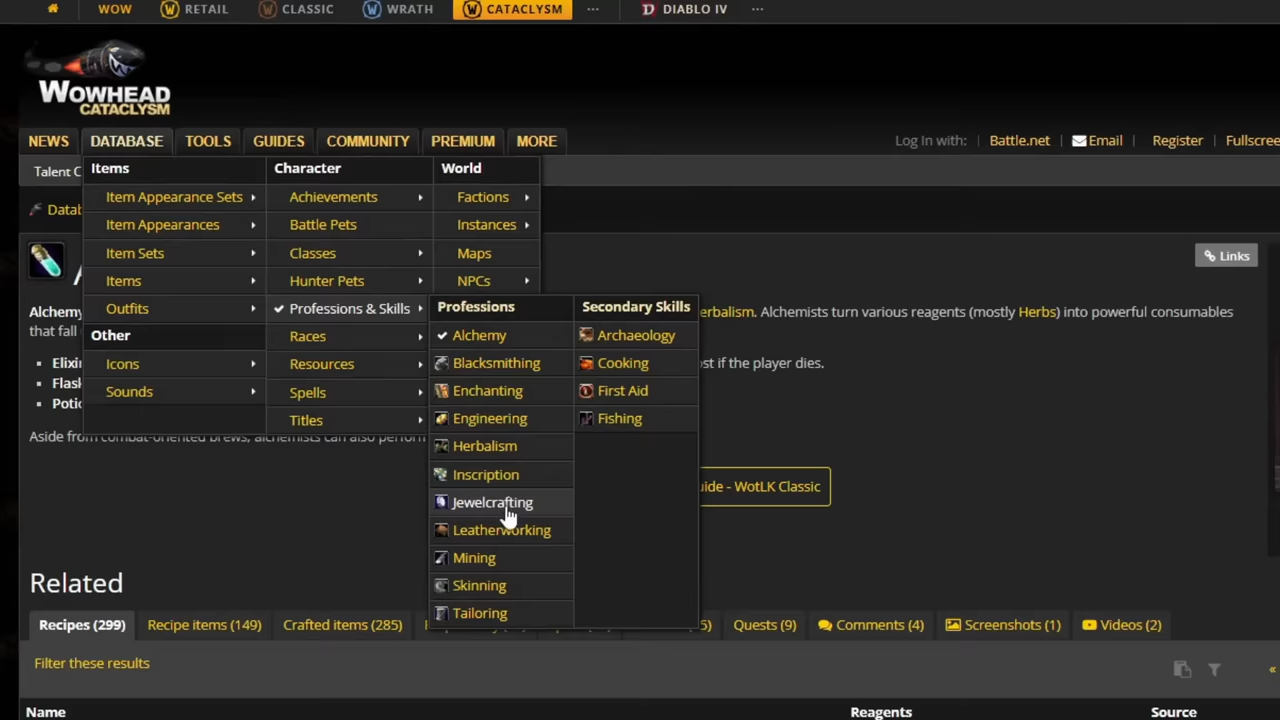 WOW RETAIL CLASSIC WRATH CATACLYSM ... DIABLO IV ...
WOWHEAD
CATACLYSM
NEWS DATABASE TOOLS GUIDES COMMUNITY PREMIUM MORE Log In with: Battle.net Email Register Fullscree
Talent C
Items Character World
Item Appearance Sets Achievements Factions
Item Appearances Battle Pets Instances
Item Sets Classes Maps
Items Hunter Pets NPCs
Outfits Professions & Skills
Other Races
Icons Resources
Sounds Spells
Titles
Professions Secondary Skills
Alchemy Archaeology
Blacksmithing Cooking
Enchanting First Aid
Engineering Fishing
Herbalism
Inscription
Jewelcrafting
Leatherworking
Mining
Skinning
Tailoring
Datab
Links
Alchemy erbalism. Alchemists turn various reagents (mostly Herbs) into powerful consumables
that fall
Elixi st if the player dies.
Flask
Potio
Aside from combat-oriented brews, alchemists can also perform
uide - WotLK Classic
Related
Recipes (299) Recipe items (149) Crafted items (285) 5) Quests (9) Comments (4) Screenshots (1) Videos (2)
Filter these results
«
Name Reagents Source